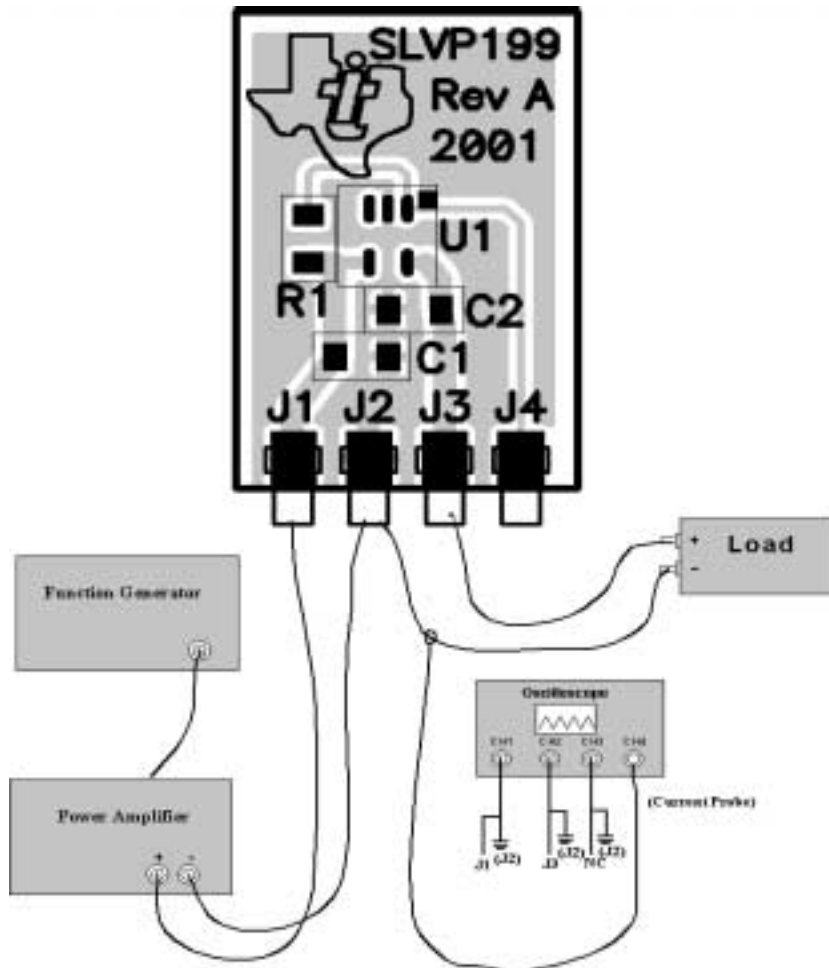 SLVP199
Rev A
2001
U1
R1
C2
C1
J1 J2 J3 J4
+ Load
-
Function Generator
Oscilloscope
CH1 CH2 CH3 CH4
(Current Probe)
Power Amplifier
+ -
J1 (J2) J3 (J2) NC (J2)